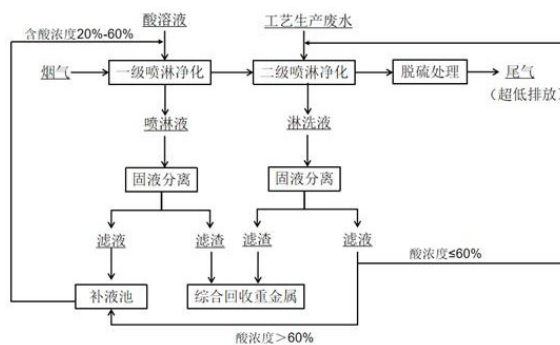 酸溶液
工艺生产废水
含酸浓度20%-60%
烟气
一级喷淋净化
二级喷淋净化
脱硫处理
尾气
（超低排放）
喷淋液
淋洗液
固液分离
固液分离
滤液
滤渣
滤渣
滤液
酸浓度≤60%
补液池
综合回收重金属
酸浓度＞60%